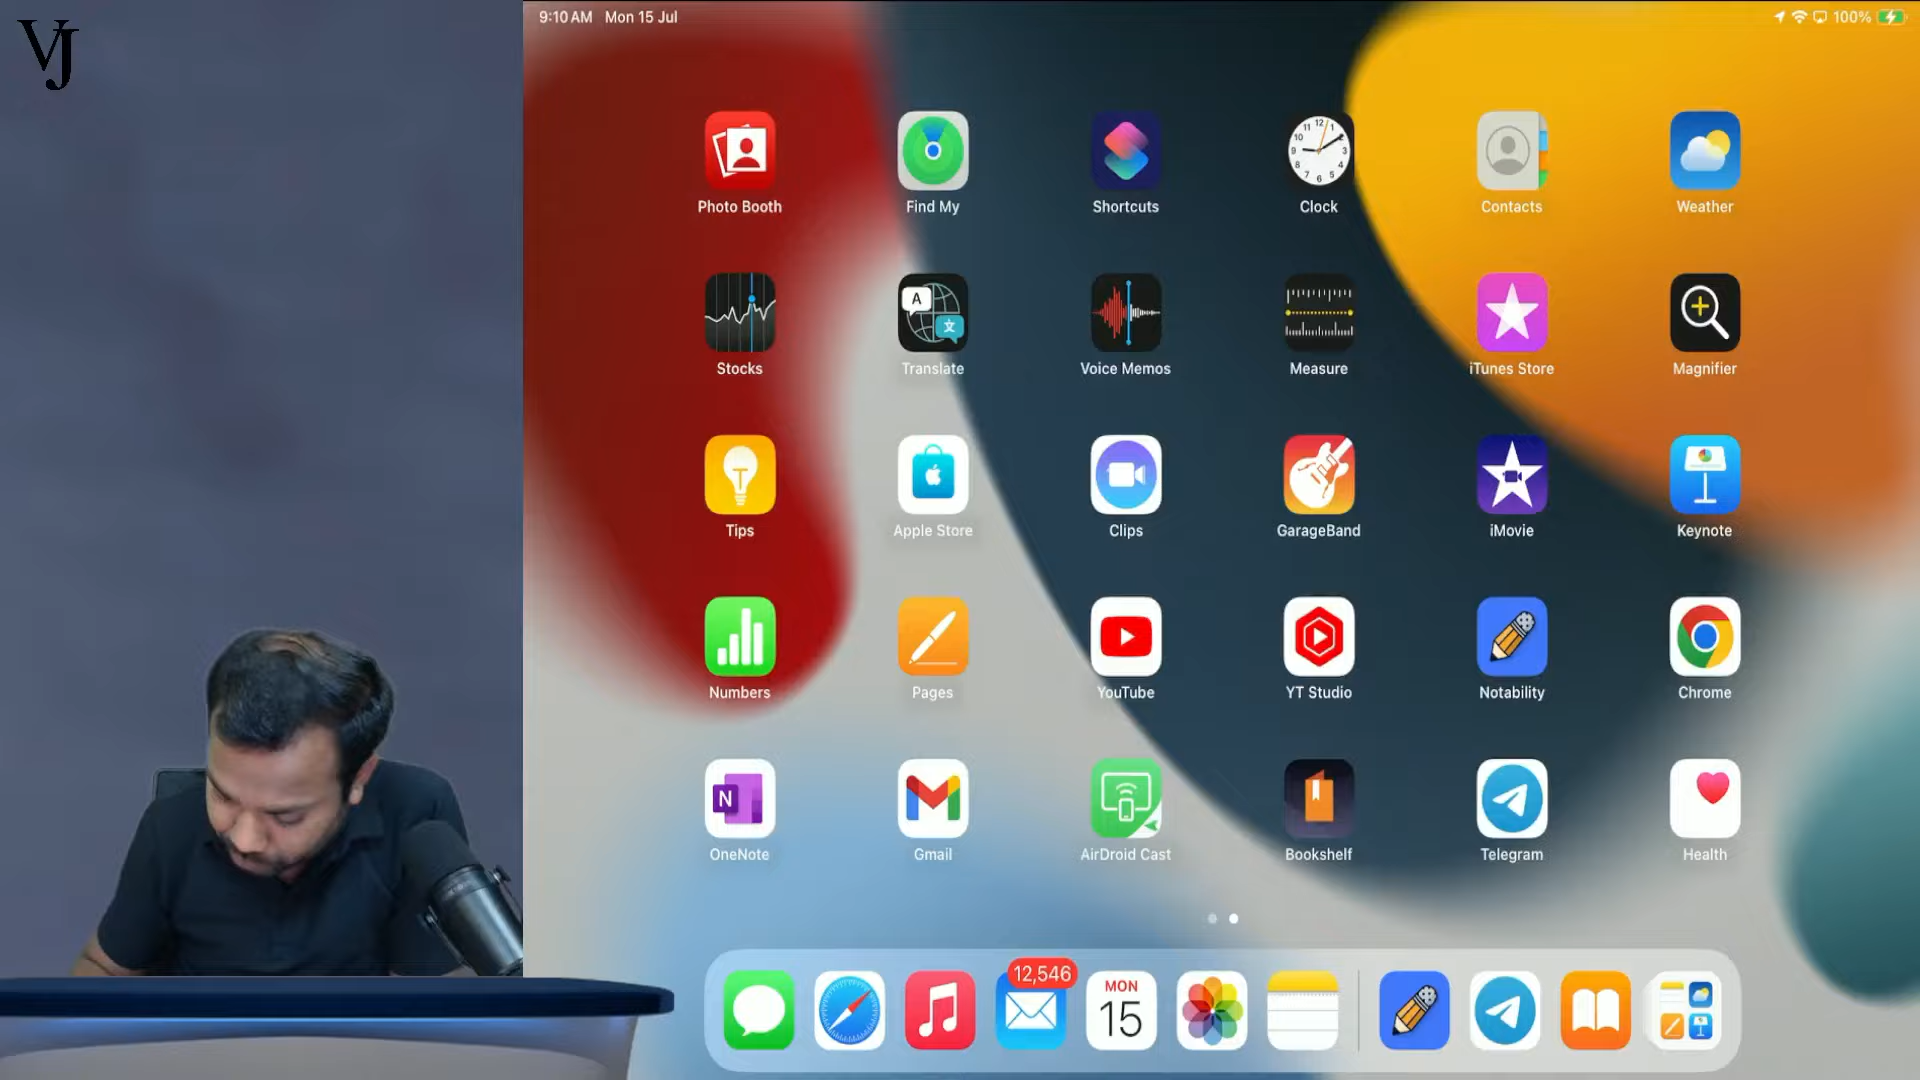 VJ
9:10 AM Mon 15 Jul
100%
Photo Booth
Find My
Shortcuts
Clock
Contacts
Weather
A
文
Stocks
Translate
Voice Memos
Measure
iTunes Store
Magnifier
Tips
Apple Store
Clips
GarageBand
iMovie
Keynote
Numbers
Pages
YouTube
YT Studio
Notability
Chrome
N
OneNote
Gmail
AirDroid Cast
Bookshelf
Telegram
Health
12,546
MON
15